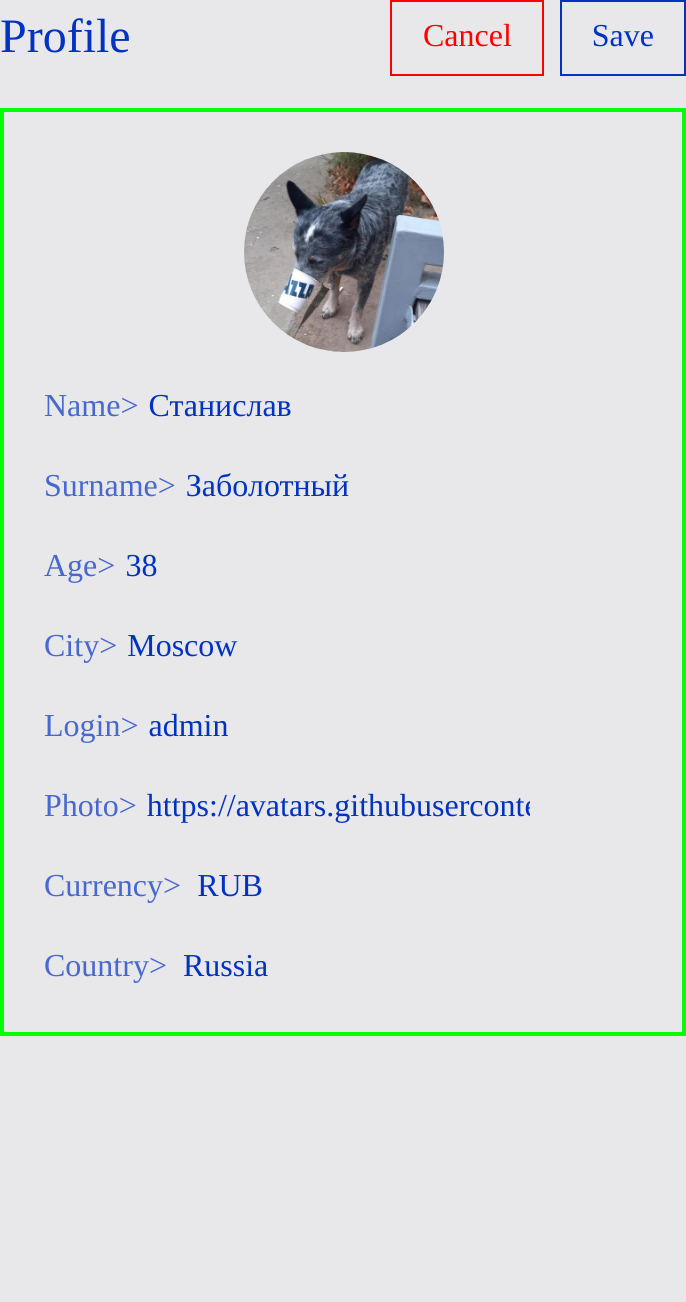 Profile
Cancel
Save
Name> Станислав
Surname> Заболотный
Age> 38
City> Moscow
Login> admin
Photo> https://avatars.githubuserconte
Currency> RUB
Country> Russia